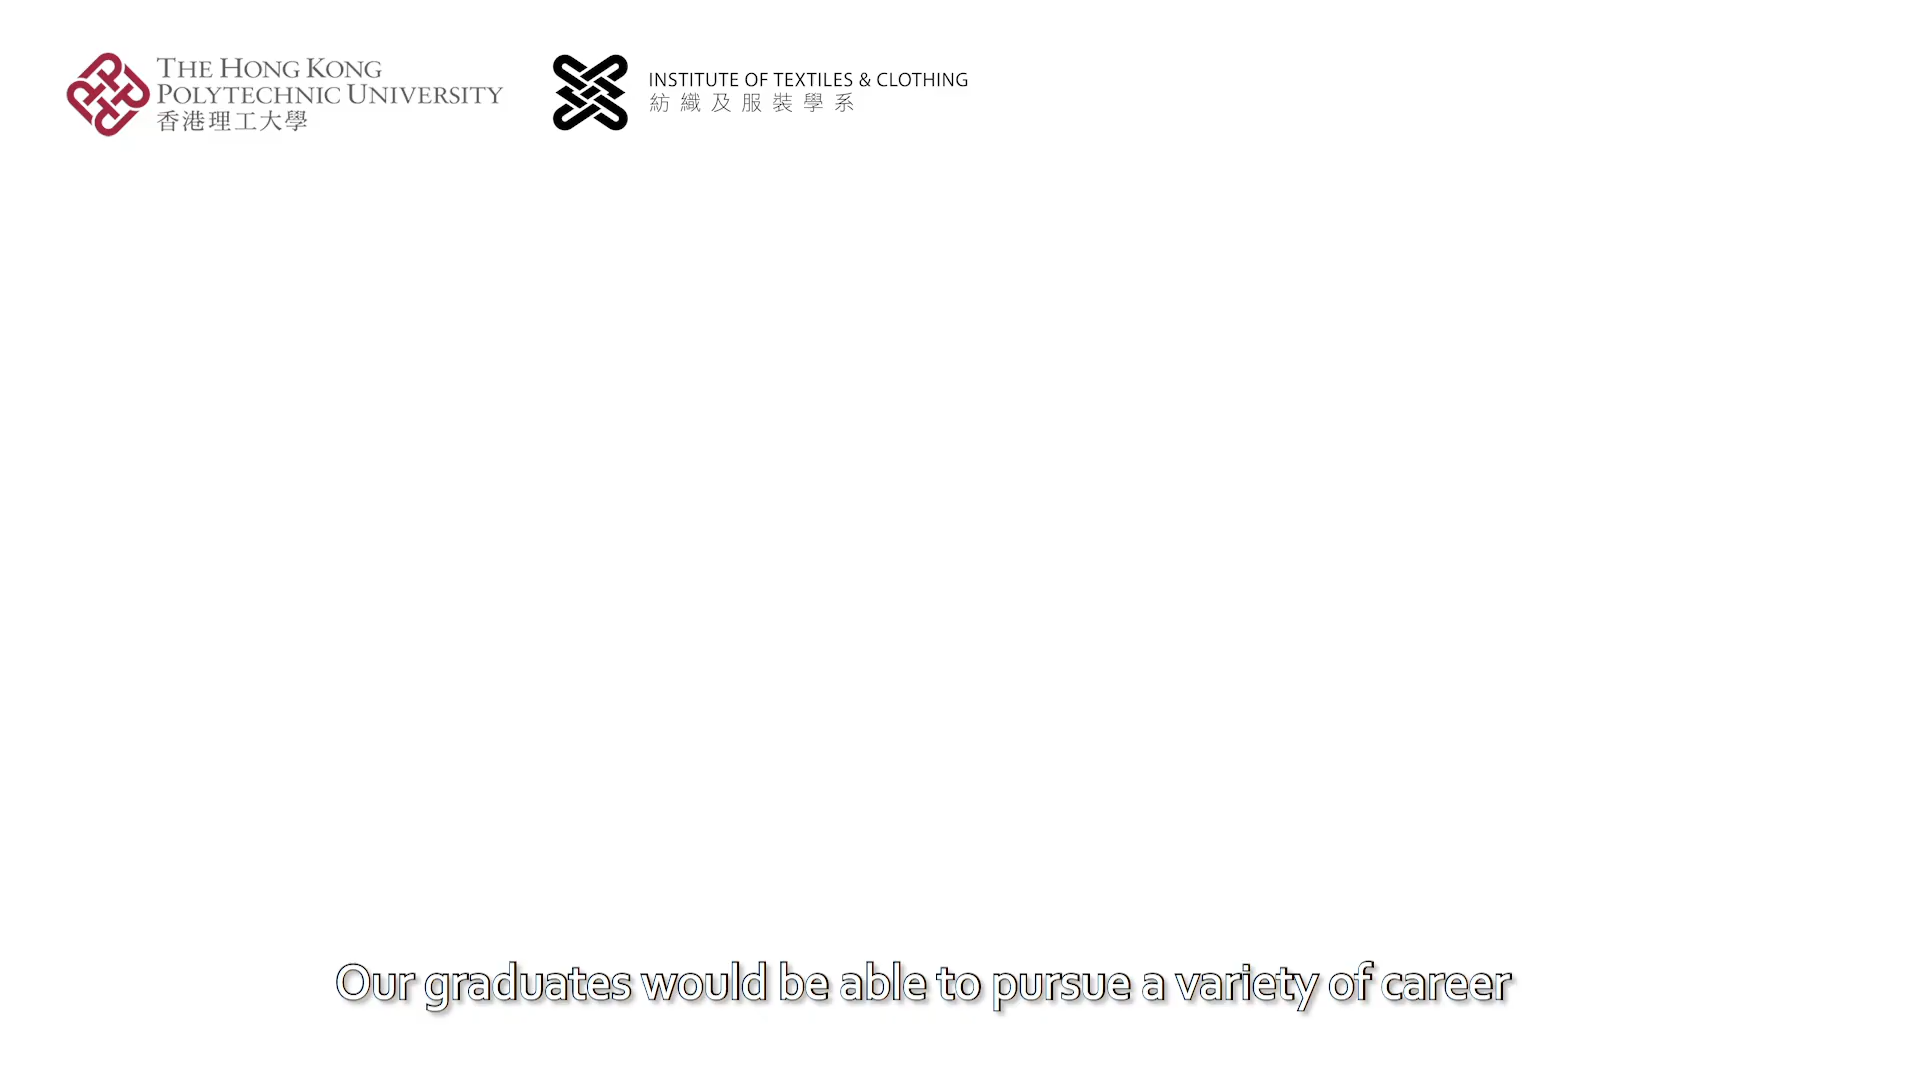 THE HONG KONG
POLYTECHNIC UNIVERSITY
香港理工大學
INSTITUTE OF TEXTILES & CLOTHING
紡織及服裝學系
Our graduates would be able to pursue a variety of career